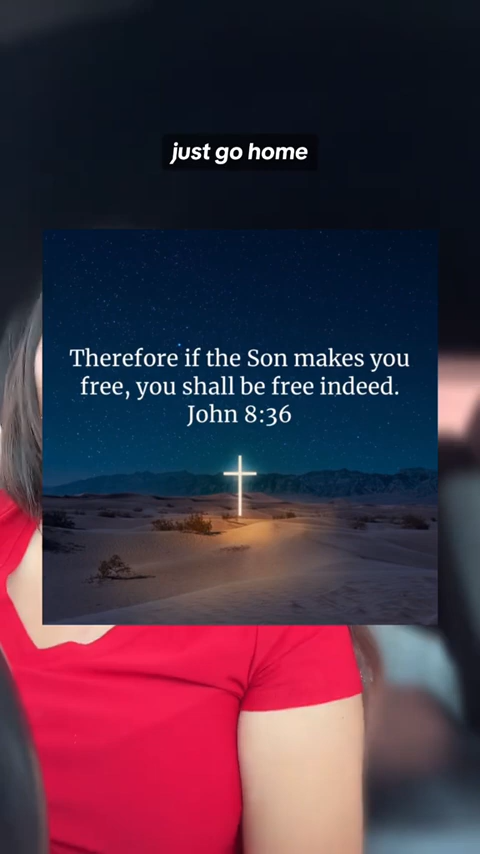 just go home
Therefore if the Son makes you
free, you shall be free indeed.
John 8:36